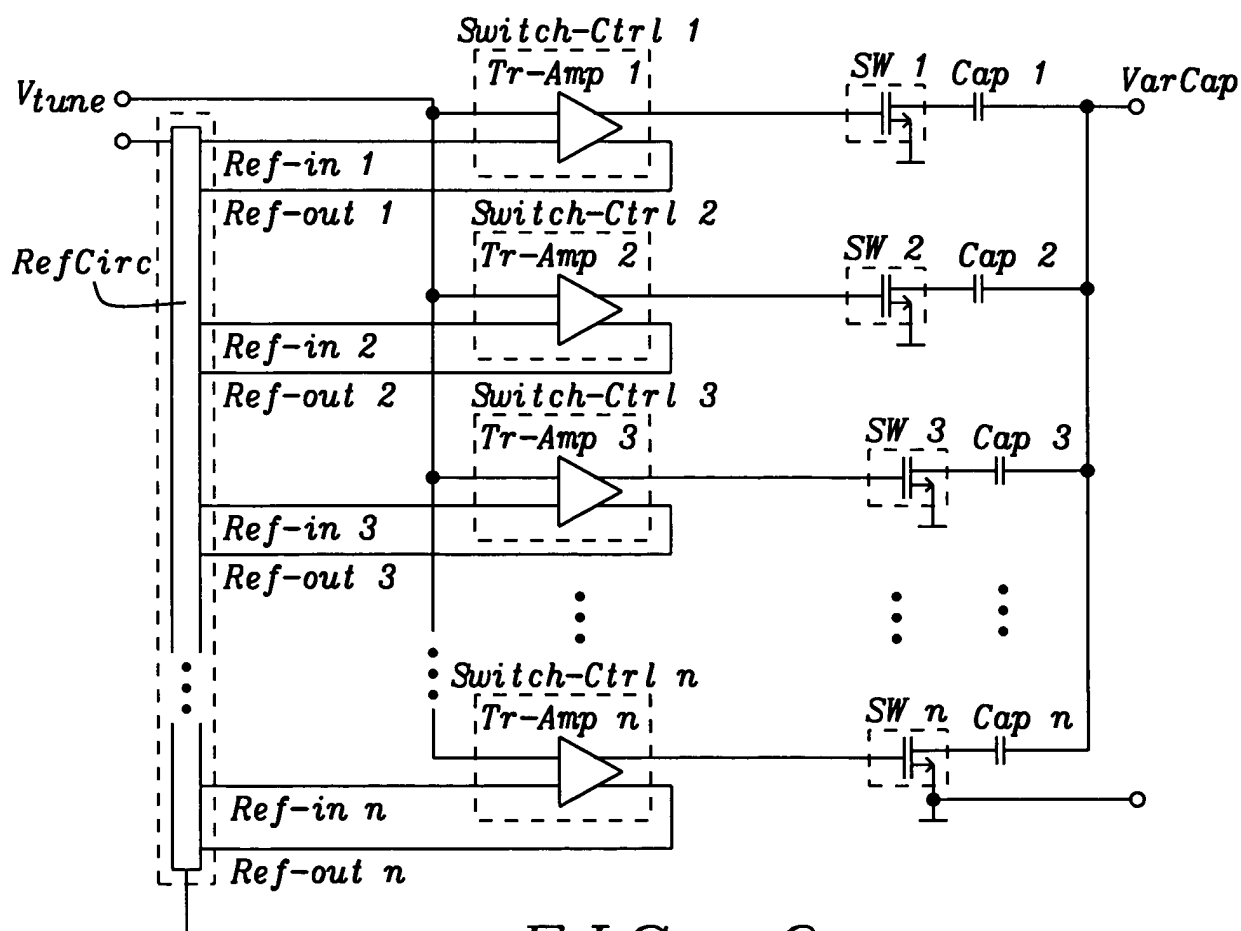 Switch-Ctrl 1
Tr-Amp 1
SW 1
Cap 1
VarCap
Vtune
Ref-in 1
Ref-out 1
Switch-Ctrl 2
Tr-Amp 2
SW 2
Cap 2
RefCirc
Ref-in 2
Ref-out 2
Switch-Ctrl 3
Tr-Amp 3
SW 3
Cap 3
Ref-in 3
Ref-out 3
Switch-Ctrl n
Tr-Amp n
SW n
Cap n
Ref-in n
Ref-out n